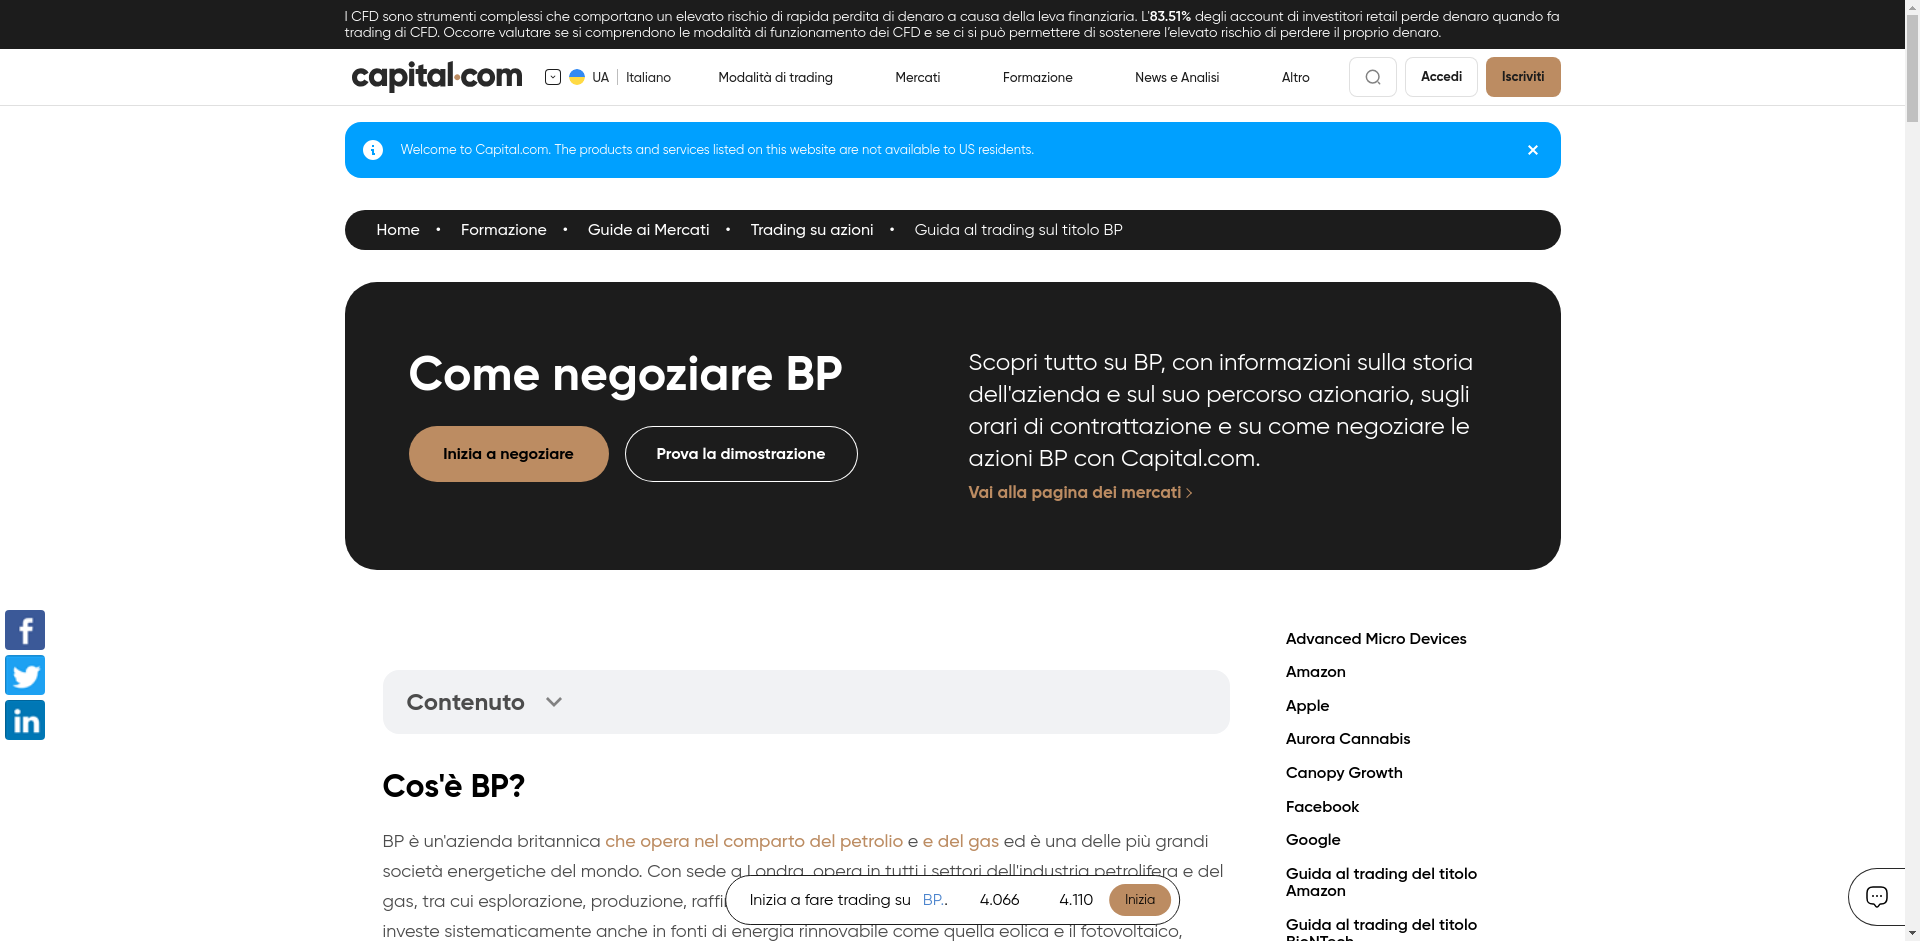 I CFD sono strumenti complessi che comportano un elevato rischio di rapida perdita di denaro a causa della leva finanziaria. L'83.51% degli account di investitori retail perde denaro quando fa
trading di CFD. Occorre valutare se si comprendono le modalità di funzionamento dei CFD e se ci si può permettere di sostenere l'elevato rischio di perdere il proprio denaro.
capital.com
UA
Italiano
Modalità di trading
Mercati
Formazione
News e Analisi
Altro
Accedi
Iscriviti
Welcome to Capital.com. The products and services listed on this website are not available to US residents.
Home • Formazione • Guide ai Mercati • Trading su azioni • Guida al trading sul titolo BP
Come negoziare BP
Inizia a negoziare
Prova la dimostrazione
Scopri tutto su BP, con informazioni sulla storia
dell'azienda e sul suo percorso azionario, sugli
orari di contrattazione e su come negoziare le
azioni BP con Capital.com.
Vai alla pagina dei mercati
Contenuto
Cos'è BP?
BP è un'azienda britannica che opera nel comparto del petrolio e e del gas ed è una delle più grandi
società energetiche del mondo. Con sede a Londra, opera in tutti i settori dell'industria petrolifera e del
gas, tra cui esplorazione, produzione,
investe sistematicamente anche in fonti di energia rinnovabile come quella eolica e il fotovoltaico,
Inizia a fare trading su BP.. 4.066 4.110 Inizia
Advanced Micro Devices
Amazon
Apple
Aurora Cannabis
Canopy Growth
Facebook
Google
Guida al trading del titolo
Amazon
Guida al trading del titolo
BioNTech